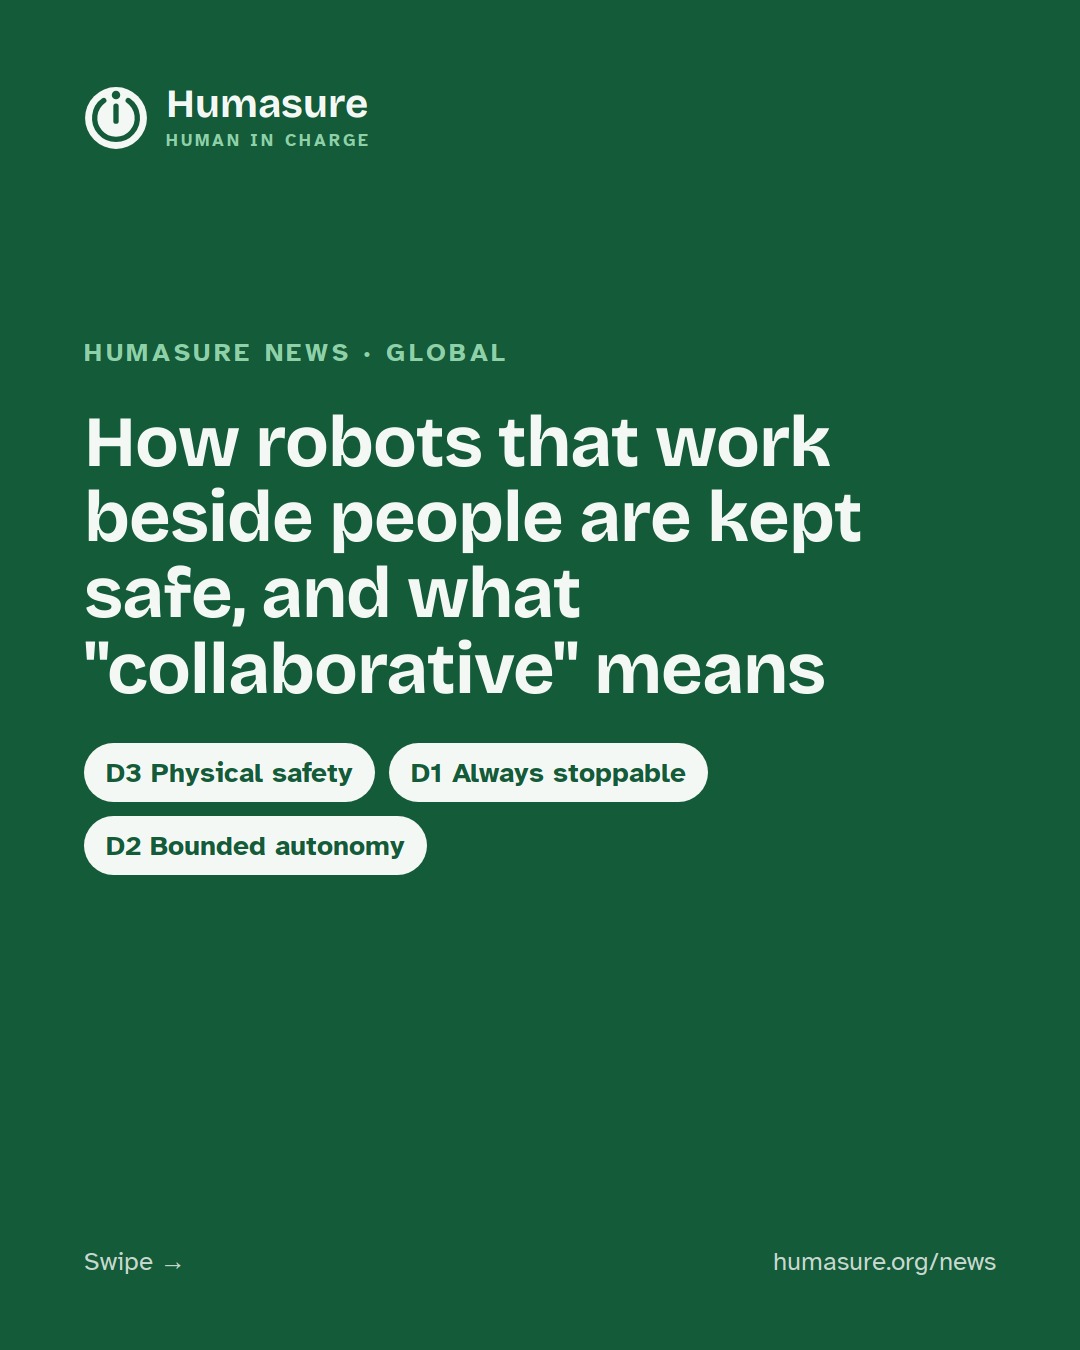 Humasure
HUMAN IN CHARGE
HUMASURE NEWS · GLOBAL
How robots that work
beside people are kept
safe, and what
"collaborative" means
D3 Physical safety
D1 Always stoppable
D2 Bounded autonomy
Swipe →
humasure.org/news